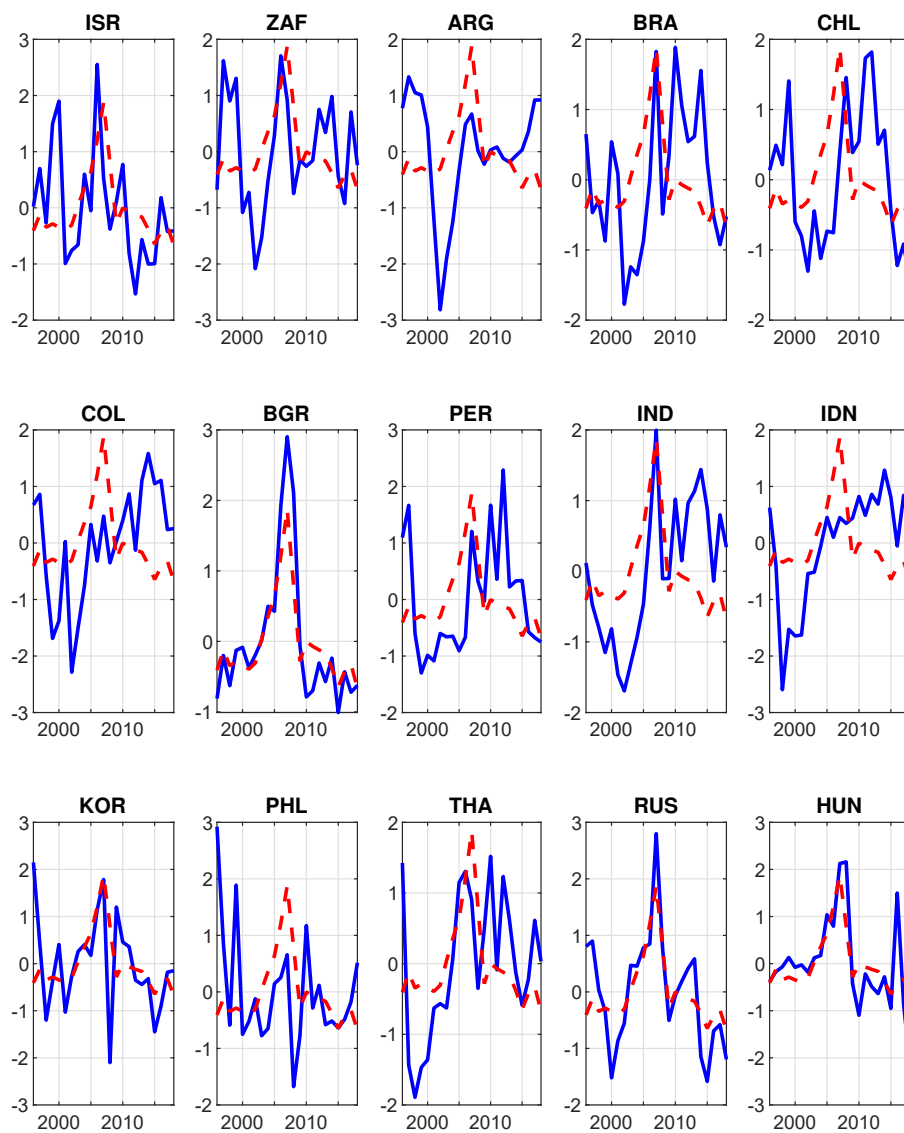 ISR ZAF ARG BRA CHL
3 2 2 2 2
2 1 1 1 1
1 0 0 0 0
0 -1 -1 -1 -1
-1 -2 -2
-2 -3 -3 -2 -2
2000 2010 2000 2010 2000 2010 2000 2010 2000 2010
COL BGR PER IND IDN
2 3 3 2 2
1 2 2 1 1
0 1 1 0 0
-1 0 0 -1 -1
-2 -1 -2
-3 -1 -2 -2 -3
2000 2010 2000 2010 2000 2010 2000 2010 2000 2010
KOR PHL THA RUS HUN
3 3 2 3 3
2 2 1 2 2
1 1 0 1 1
0 0 -1 0 0
-1 -1 -1 -1
-2 -2
-3 -2 -2 -2 -3
2000 2010 2000 2010 2000 2010 2000 2010 2000 2010